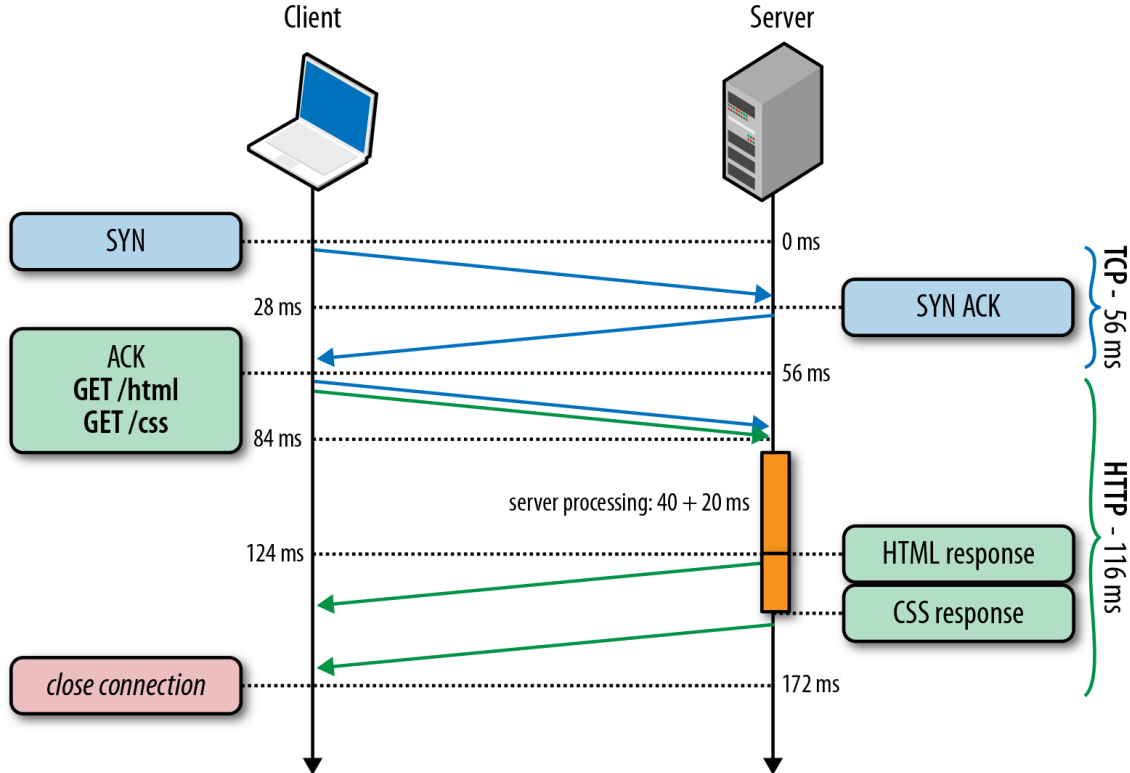 Client
Server
SYN
0 ms
28 ms
SYN ACK
TCP - 56 ms
ACK
GET /html
GET /css
56 ms
84 ms
server processing: 40 + 20 ms
124 ms
HTML response
CSS response
HTTP - 116 ms
close connection
172 ms